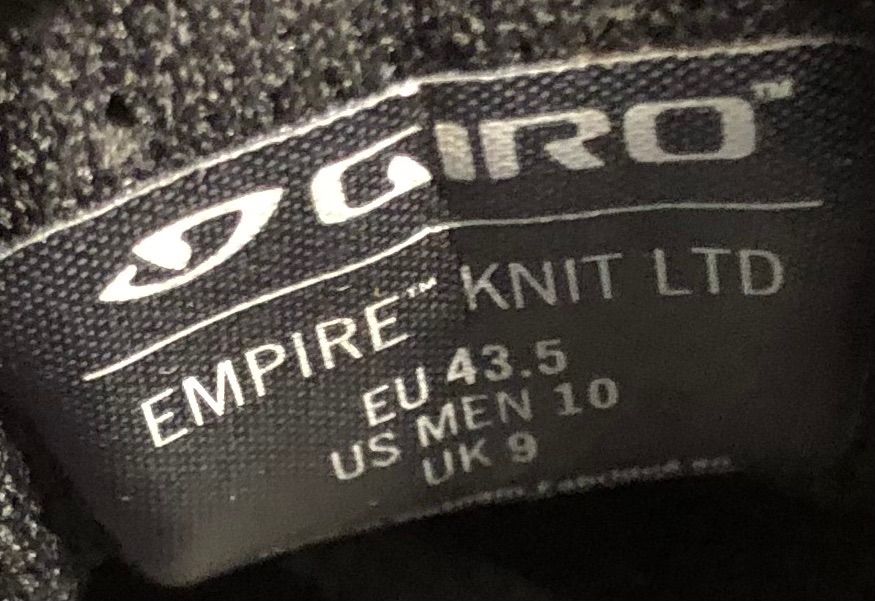 GIRO™
EMPIRE™ KNIT LTD
EU 43.5
US MEN 10
UK 9